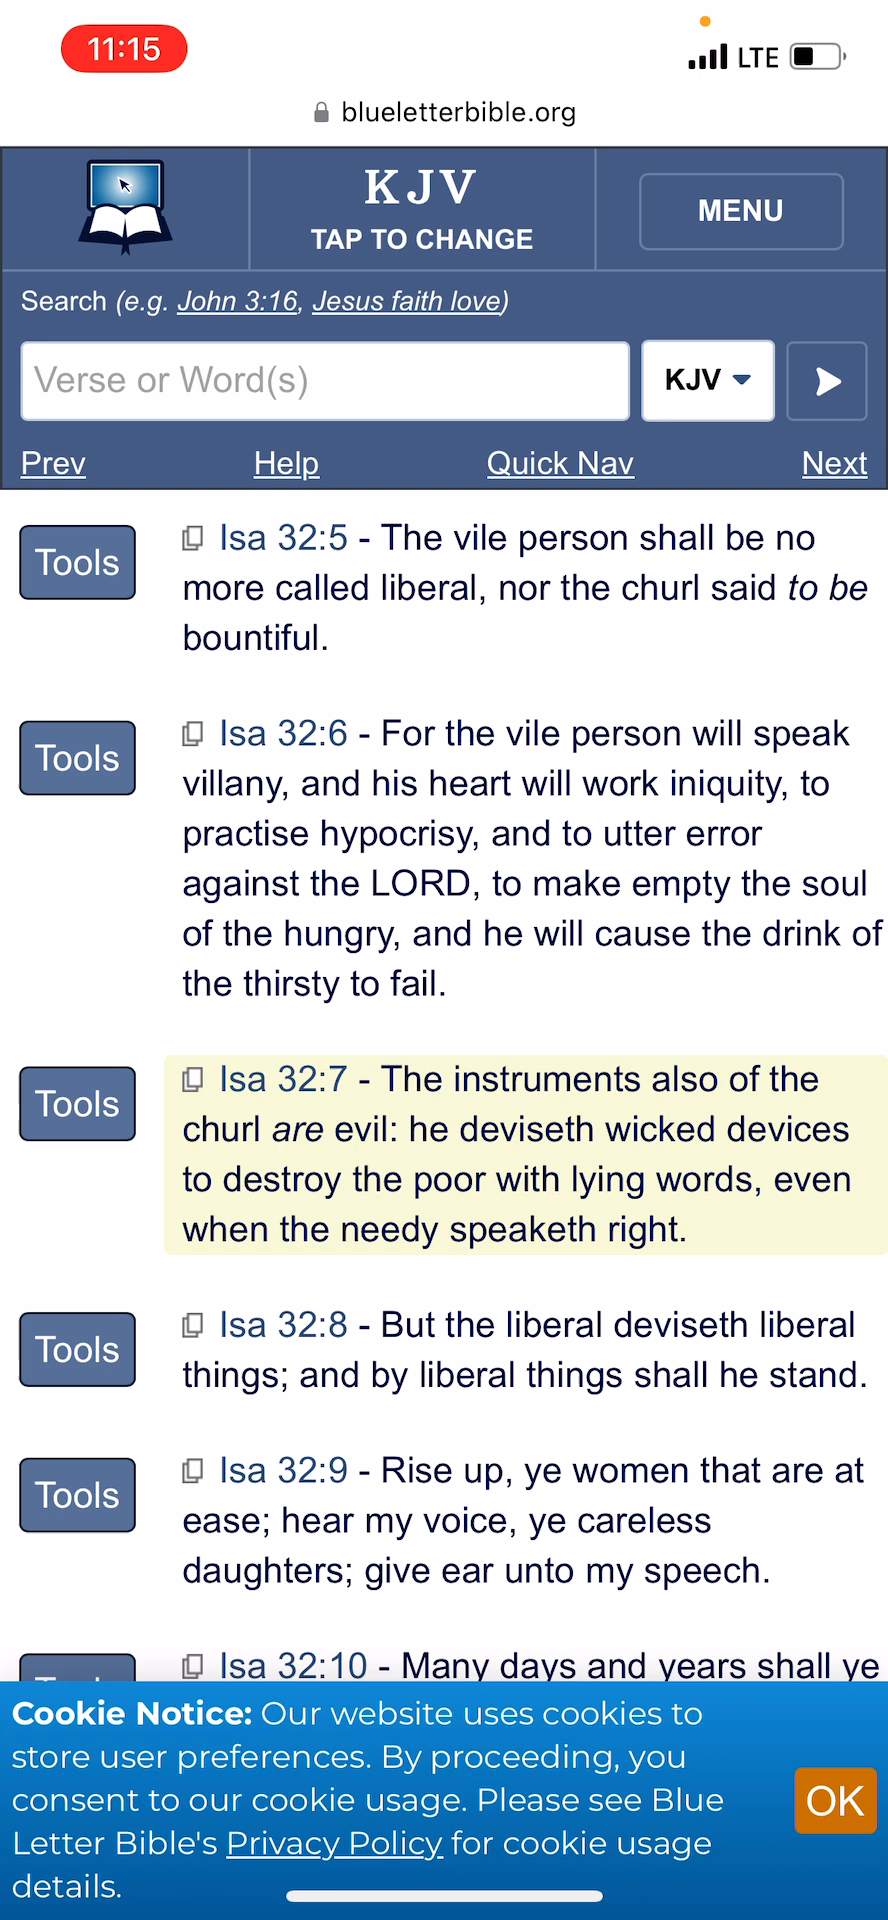 11:15
LTE
blueletterbible.org
KJV
TAP TO CHANGE
MENU
Search (e.g. John 3:16, Jesus faith love)
Verse or Word(s)
KJV
Prev
Help
Quick Nav
Next
Tools
Isa 32:5 - The vile person shall be no
more called liberal, nor the churl said to be
bountiful.
Tools
Isa 32:6 - For the vile person will speak
villany, and his heart will work iniquity, to
practise hypocrisy, and to utter error
against the LORD, to make empty the soul
of the hungry, and he will cause the drink of
the thirsty to fail.
Tools
Isa 32:7 - The instruments also of the
churl are evil: he deviseth wicked devices
to destroy the poor with lying words, even
when the needy speaketh right.
Tools
Isa 32:8 - But the liberal deviseth liberal
things; and by liberal things shall he stand.
Tools
Isa 32:9 - Rise up, ye women that are at
ease; hear my voice, ye careless
daughters; give ear unto my speech.
Tools
Isa 32:10 - Many days and years shall ye
Cookie Notice: Our website uses cookies to
store user preferences. By proceeding, you
consent to our cookie usage. Please see Blue
Letter Bible's Privacy Policy for cookie usage
details.
OK